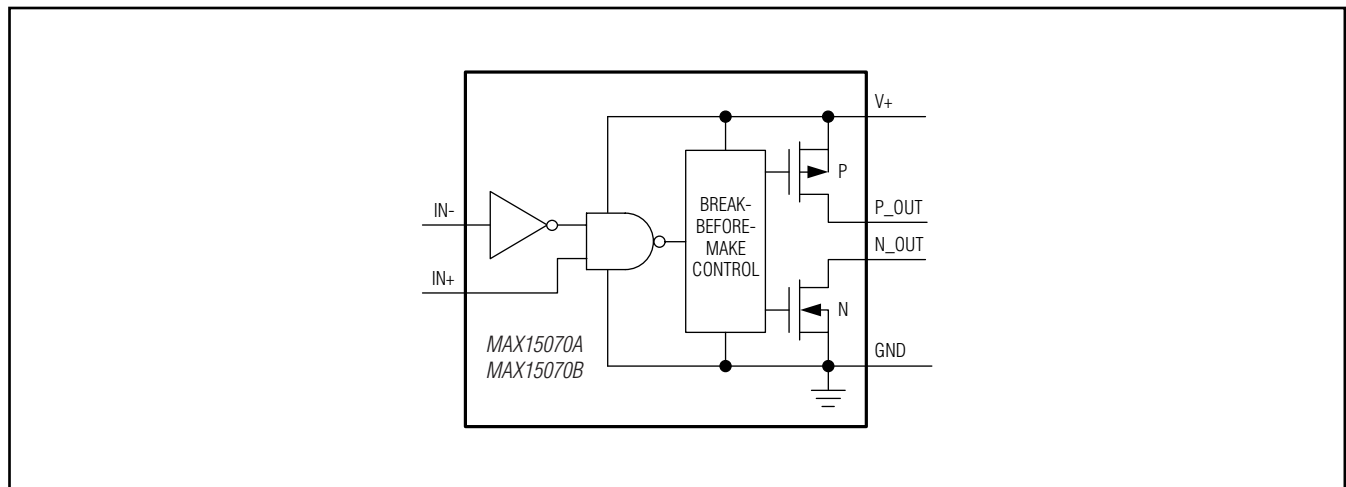 V+
P
IN-
BREAK-
BEFORE-
MAKE
CONTROL
P_OUT
N_OUT
IN+
N
MAX15070A
MAX15070B
GND